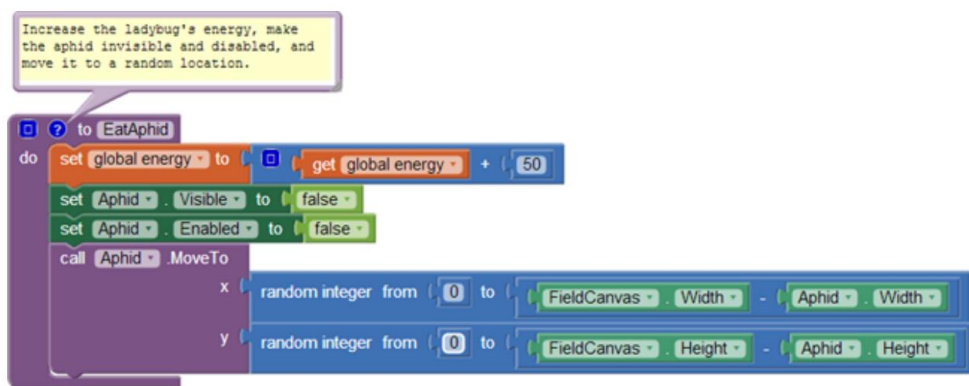 Increase the ladybug's energy, make
the aphid invisible and disabled, and
move it to a random location.
? to EatAphid
do set global energy to get global energy + 50
set Aphid . Visible to false
set Aphid . Enabled to false
call Aphid .MoveTo
x random integer from 0 to FieldCanvas . Width - Aphid . Width
y random integer from 0 to FieldCanvas . Height - Aphid . Height